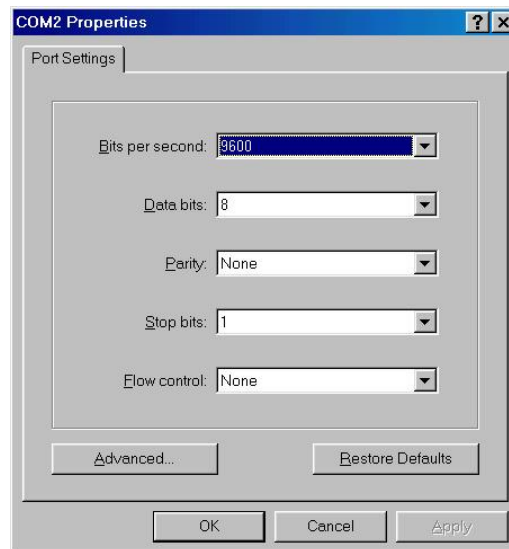 COM2 Properties
Port Settings
Bits per second: 9600
Data bits: 8
Parity: None
Stop bits: 1
Flow control: None
Advanced... Restore Defaults
OK Cancel Apply